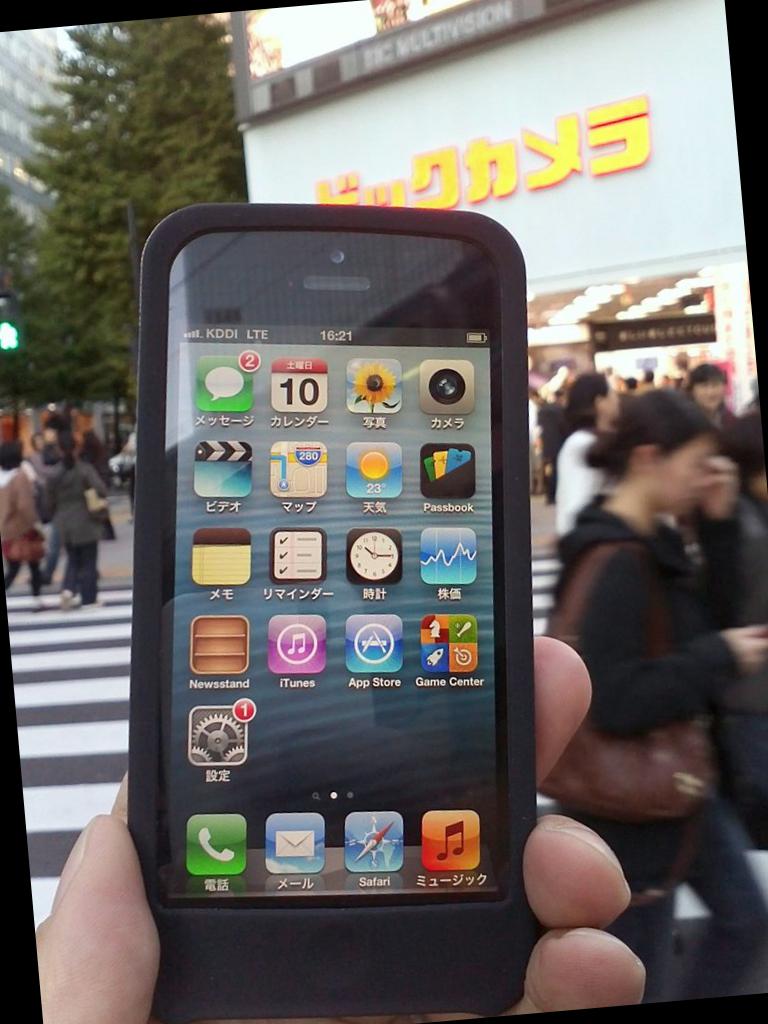 BIC MULTIVISION
ビックカメラ
KDDI LTE 16:21
2 土曜日
10 280
メッセージ カレンダー 写真 カメラ
23°
ビデオ マップ 天気 Passbook
メモ リマインダー 時計 株価
Newsstand iTunes App Store Game Center
1
設定
電話 メール Safari ミュージック